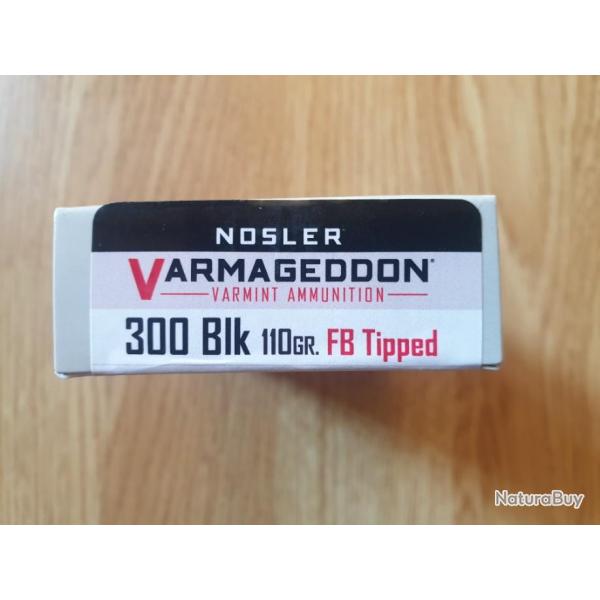 NOSLER
VARMAGEDDON®
VARMINT AMMUNITION
300 Blk 110GR. FB Tipped
NaturaBuy